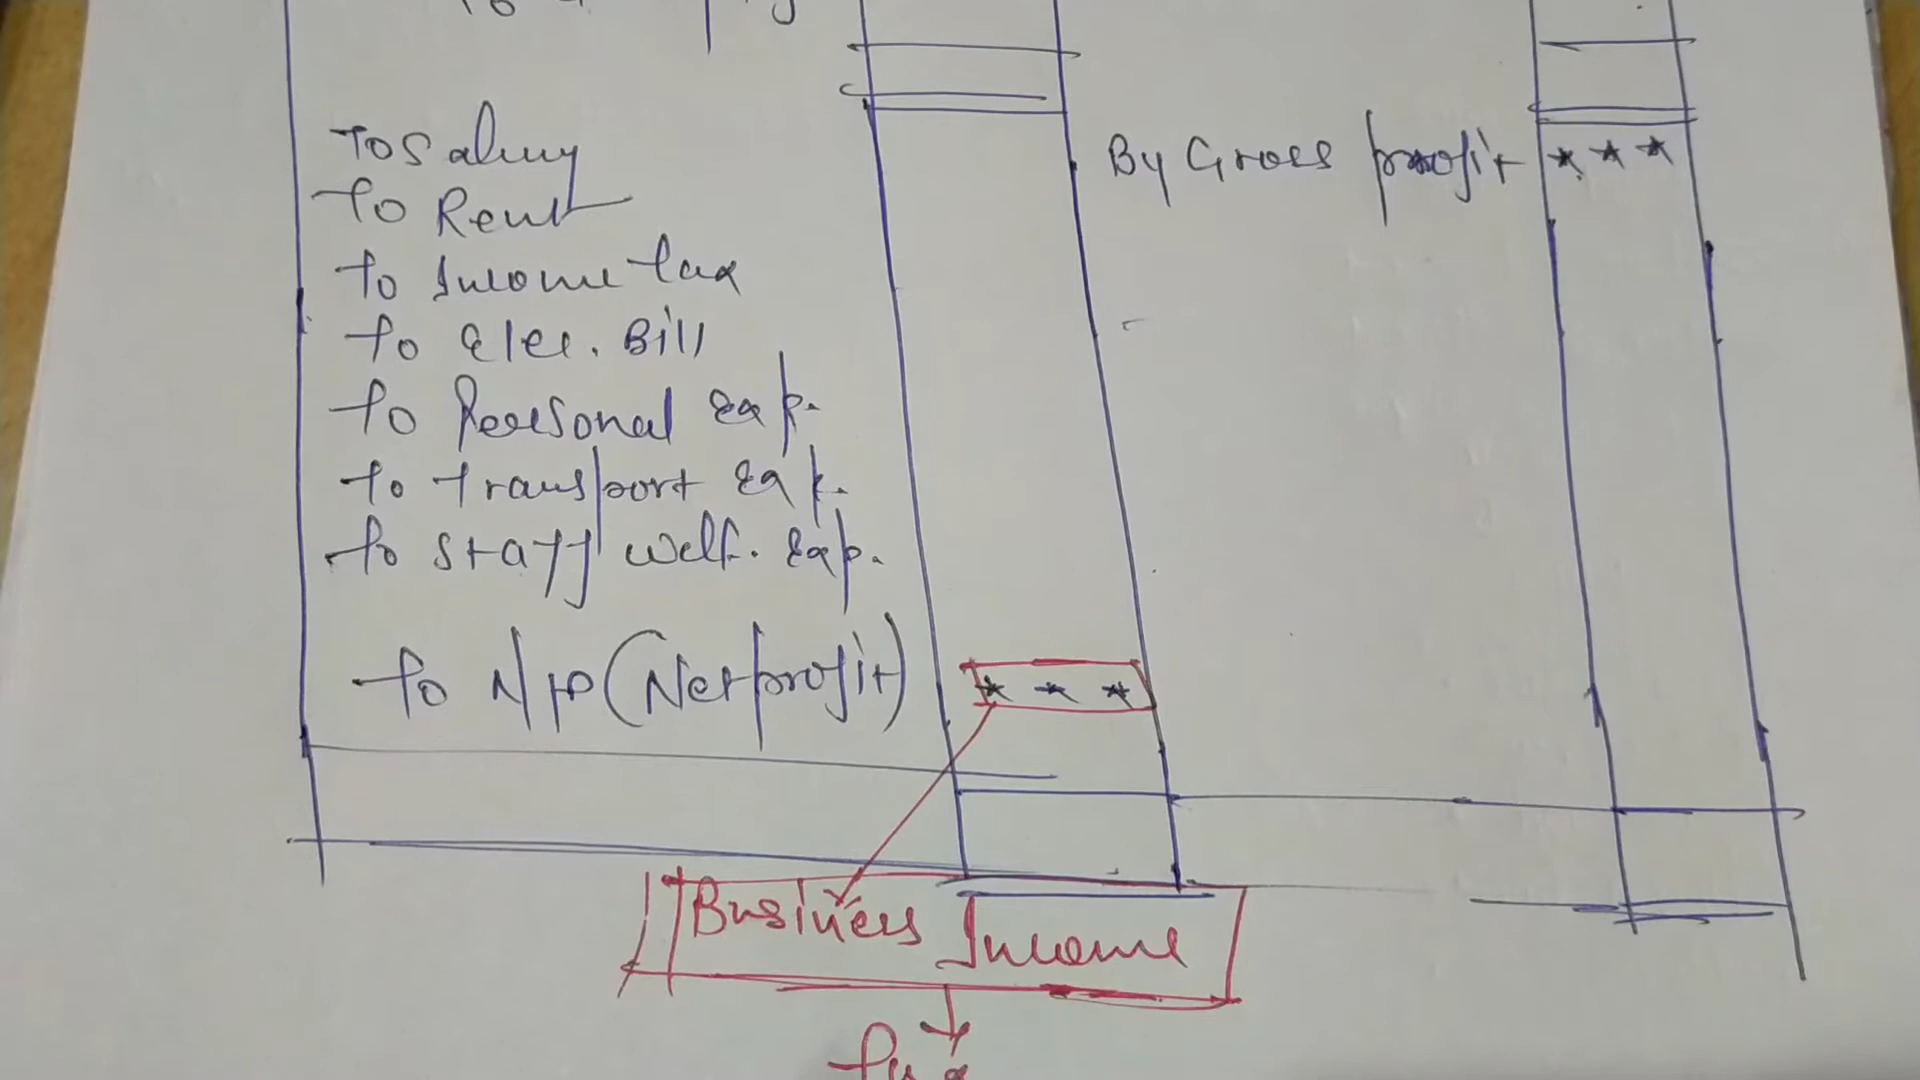 To Salary
To Rent
To Income tax
To Elec. Bill
To Personal Exp.
To transport Exp.
To staff welf. Exp.
To N/P (Net profit) * * *
By Gross profit * * *
Business Income
Tax